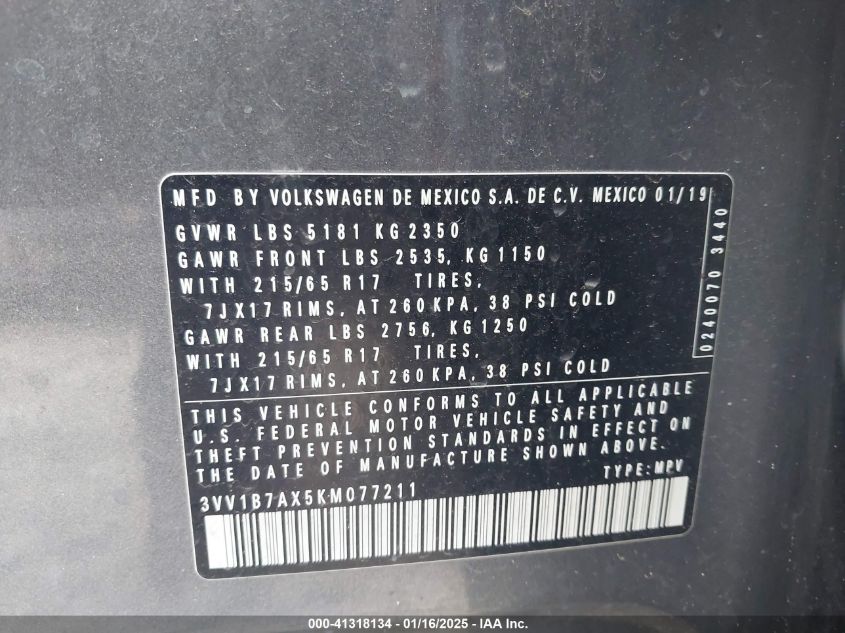 MFD BY VOLKSWAGEN DE MEXICO S.A. DE C.V. MEXICO 01/19
GVWR LBS 5181 KG 2350
GAWR FRONT LBS 2535, KG 1150
WITH 215/65 R17 TIRES,
7JX17 RIMS, AT 260 KPA, 38 PSI COLD
GAWR REAR LBS 2756, KG 1250
WITH 215/65 R17 TIRES,
7JX17 RIMS, AT 260 KPA, 38 PSI COLD
0240070 3440
THIS VEHICLE CONFORMS TO ALL APPLICABLE
U.S. FEDERAL MOTOR VEHICLE SAFETY AND
THEFT PREVENTION STANDARDS IN EFFECT ON
THE DATE OF MANUFACTURE SHOWN ABOVE.
TYPE: MPV
3VV1B7AX5KM077211
000-41318134 - 01/16/2025 - IAA Inc.